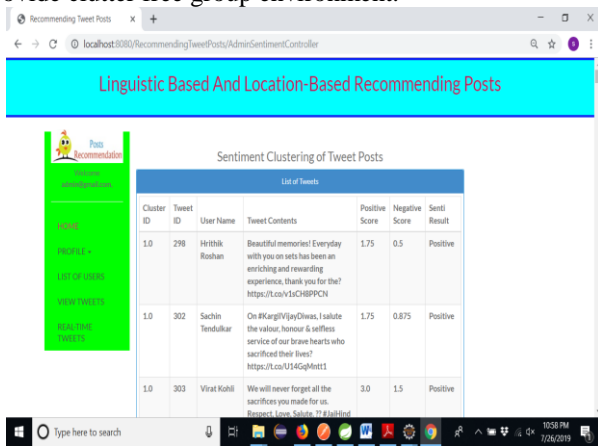 ovide clutter free group environment.
Recommending Tweet Posts
localhost:8080/RecommendingTweetPosts/AdminSentimentController
Linguistic Based And Location-Based Recommending Posts
Posts
Recommendation
Welcome
admin@gmail.com
HOME
PROFILE
LIST OF USERS
VIEW TWEETS
REAL-TIME
TWEETS
Sentiment Clustering of Tweet Posts
List of Tweets
Cluster ID Tweet ID User Name Tweet Contents Positive Score Negative Score Senti Result
1.0 298 Hrithik Roshan Beautiful memories! Everyday 1.75 0.5 Positive
with you on sets has been an
enriching and rewarding
experience, thank you for the?
https://t.co/v1sCH8PPCN
1.0 302 Sachin Tendulkar On #KargilVijayDiwas, I salute 1.75 0.875 Positive
the valour, honour & selfless
service of our brave hearts who
sacrificed their lives?
https://t.co/U14GqMntt1
1.0 303 Virat Kohli We will never forget all the 3.0 1.5 Positive
sacrifices you made for us.
Respect, Love, Salute. ?? #JaiHind
Type here to search
10:58 PM
7/26/2019